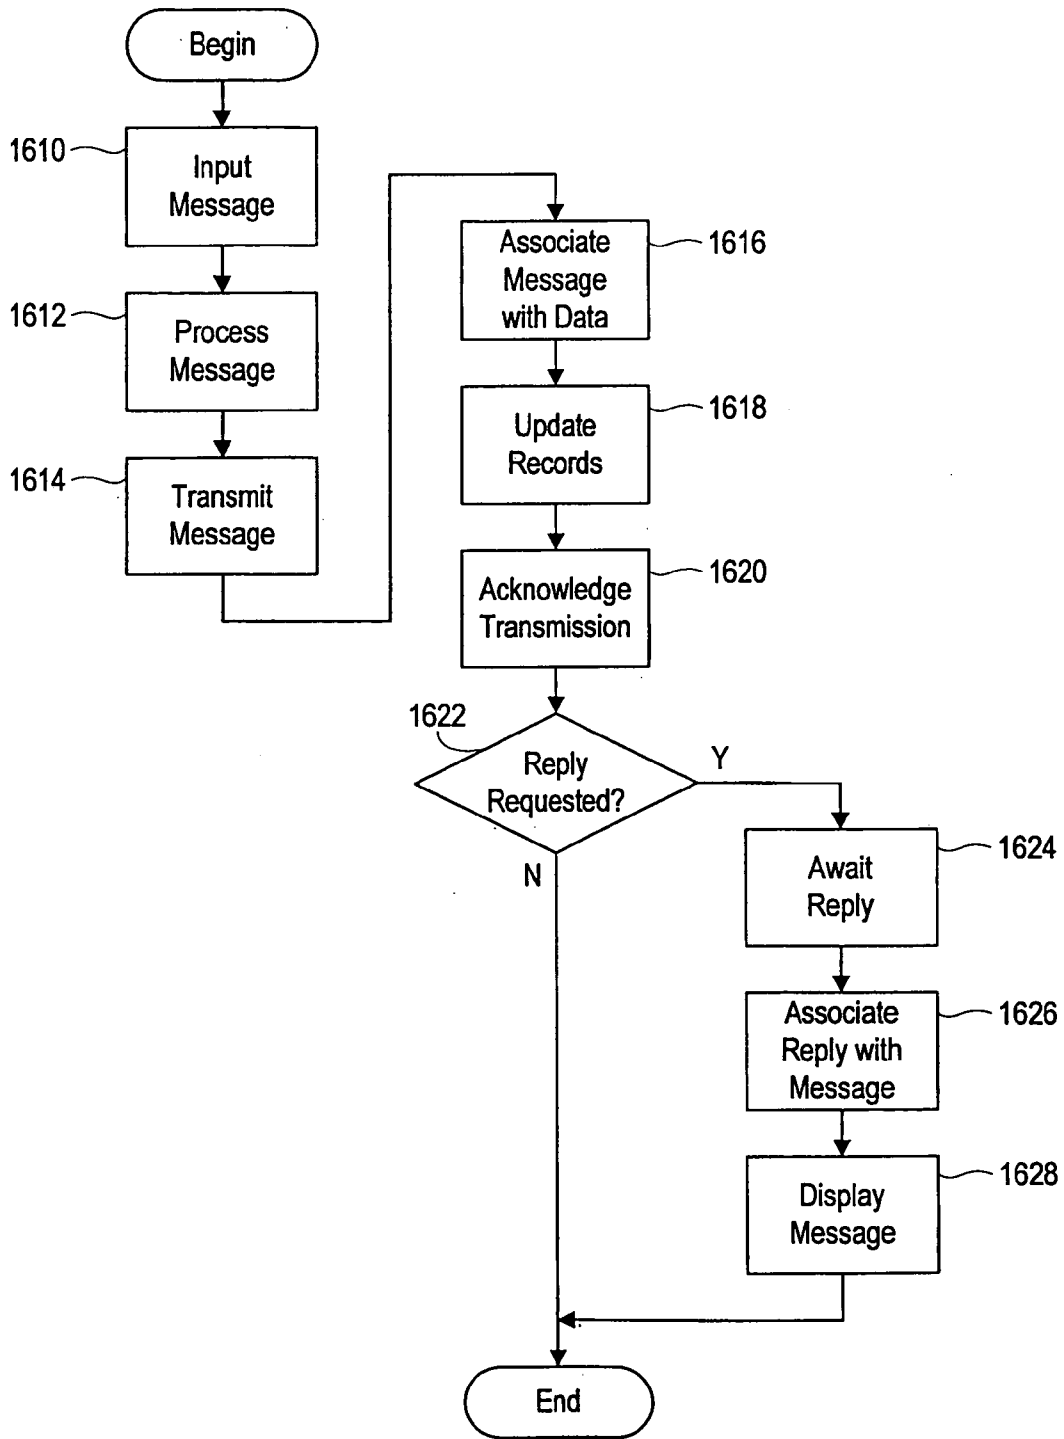 Begin
1610
Input
Message
1612
Process
Message
1614
Transmit
Message
Associate
Message
with Data
1616
Update
Records
1618
Acknowledge
Transmission
1620
1622
Reply
Requested?
Y
N
Await
Reply
1624
Associate
Reply with
Message
1626
Display
Message
1628
End